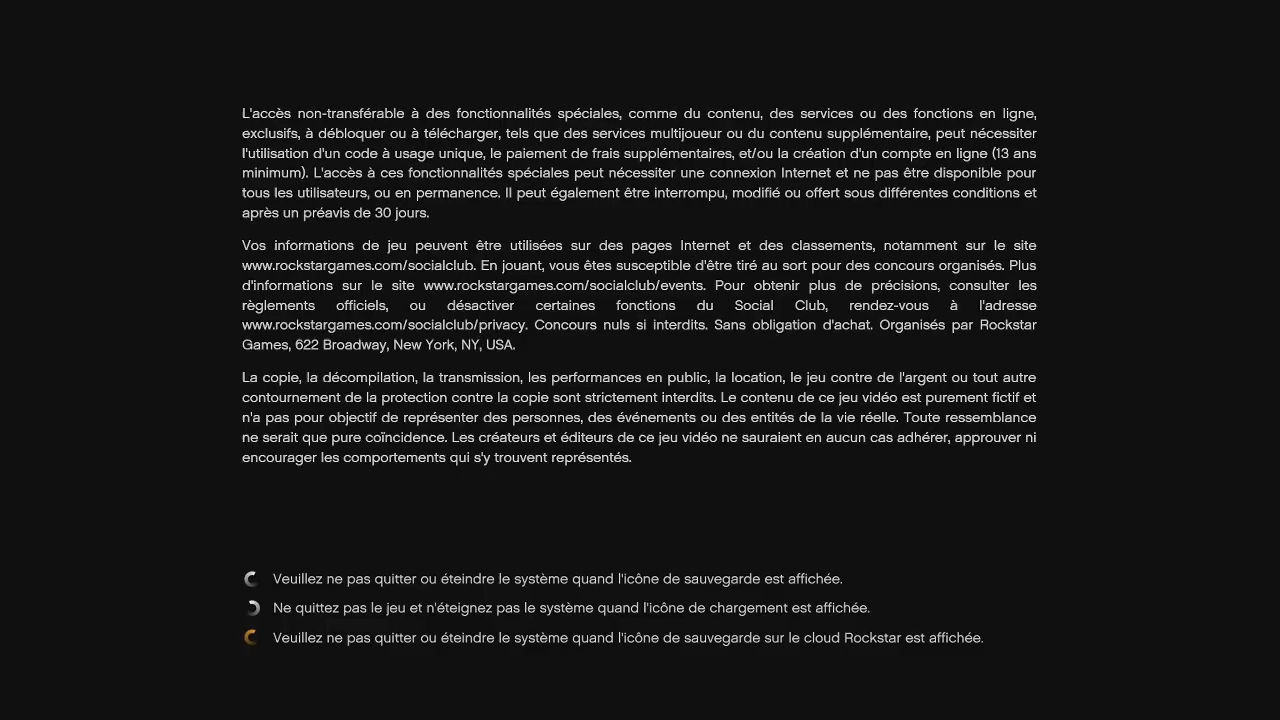 L'accès non-transférable à des fonctionnalités spéciales, comme du contenu, des services ou des fonctions en ligne,
exclusifs, à débloquer ou à télécharger, tels que des services multijoueur ou du contenu supplémentaire, peut nécessiter
l'utilisation d'un code à usage unique, le paiement de frais supplémentaires, et/ou la création d'un compte en ligne (13 ans
minimum). L'accès à ces fonctionnalités spéciales peut nécessiter une connexion Internet et ne pas être disponible pour
tous les utilisateurs, ou en permanence. Il peut également être interrompu, modifié ou offert sous différentes conditions et
après un préavis de 30 jours.
Vos informations de jeu peuvent être utilisées sur des pages Internet et des classements, notamment sur le site
www.rockstargames.com/socialclub. En jouant, vous êtes susceptible d'être tiré au sort pour des concours organisés. Plus
d'informations sur le site www.rockstargames.com/socialclub/events. Pour obtenir plus de précisions, consulter les
règlements officiels, ou désactiver certaines fonctions du Social Club, rendez-vous à l'adresse
www.rockstargames.com/socialclub/privacy. Concours nuls si interdits. Sans obligation d'achat. Organisés par Rockstar
Games, 622 Broadway, New York, NY, USA.
La copie, la décompilation, la transmission, les performances en public, la location, le jeu contre de l'argent ou tout autre
contournement de la protection contre la copie sont strictement interdits. Le contenu de ce jeu vidéo est purement fictif et
n'a pas pour objectif de représenter des personnes, des événements ou des entités de la vie réelle. Toute ressemblance
ne serait que pure coïncidence. Les créateurs et éditeurs de ce jeu vidéo ne sauraient en aucun cas adhérer, approuver ni
encourager les comportements qui s'y trouvent représentés.
Veuillez ne pas quitter ou éteindre le système quand l'icône de sauvegarde est affichée.
Ne quittez pas le jeu et n'éteignez pas le système quand l'icône de chargement est affichée.
Veuillez ne pas quitter ou éteindre le système quand l'icône de sauvegarde sur le cloud Rockstar est affichée.